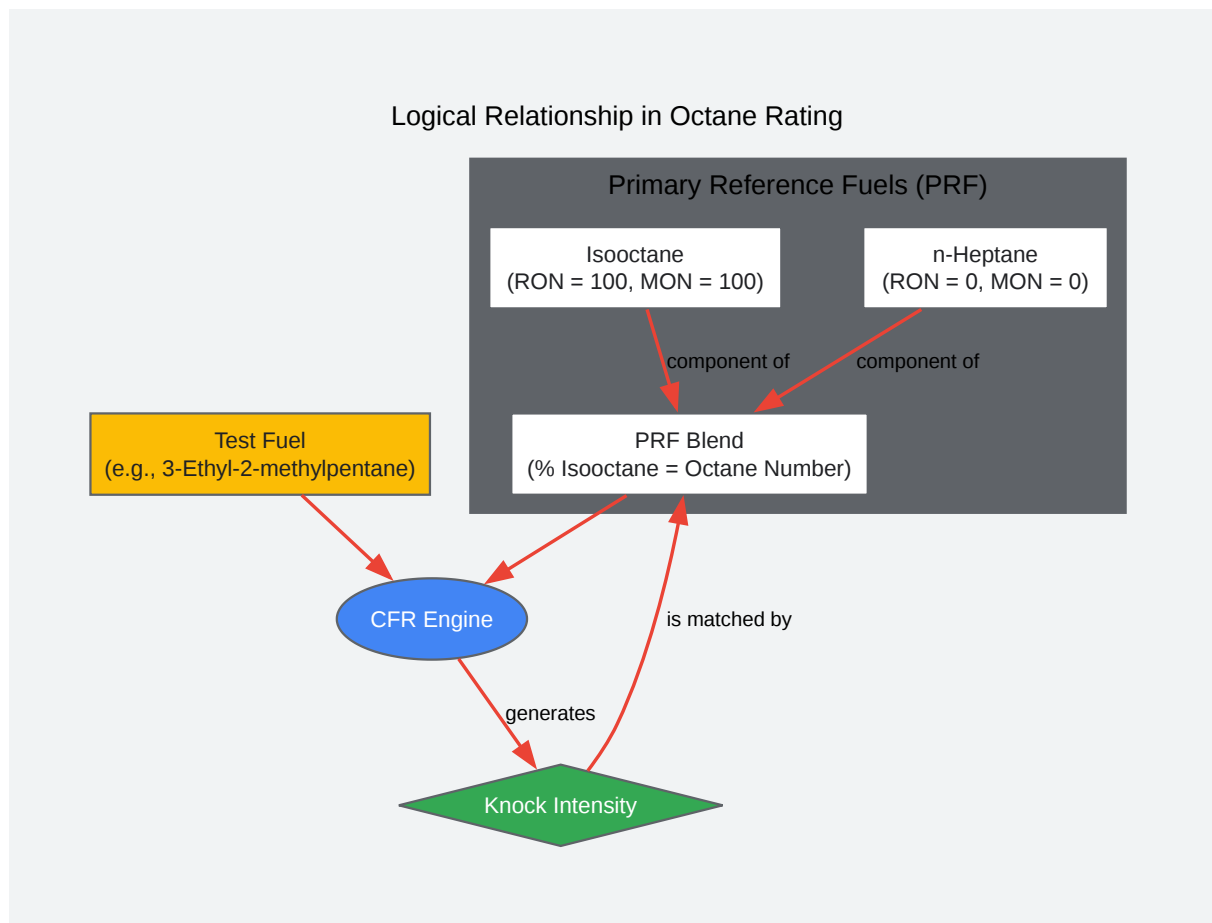 Logical Relationship in Octane Rating
Primary Reference Fuels (PRF)
Isooctane
(RON = 100, MON = 100)
n-Heptane
(RON = 0, MON = 0)
component of
component of
Test Fuel
(e.g., 3-Ethyl-2-methylpentane)
PRF Blend
(% Isooctane = Octane Number)
CFR Engine
is matched by
generates
Knock Intensity